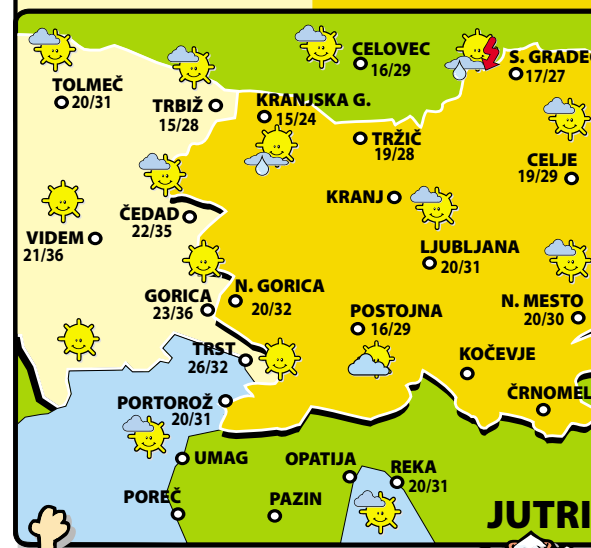 CELOVEC
16/29
S. GRADEC
17/27
TOLMEČ
20/31
TRBIŽ
15/28
KRANJSKA G.
15/24
TRŽIČ
19/28
CELJE
19/29
KRANJ
ČEDAD
22/35
VIDEM
21/36
LJUBLJANA
20/31
N. GORICA
20/32
GORICA
23/36
POSTOJNA
16/29
N. MESTO
20/30
TRST
26/32
KOČEVJE
PORTOROŽ
20/31
ČRNOMEL
UMAG
OPATIJA
REKA
20/31
POREČ
PAZIN
JUTRI